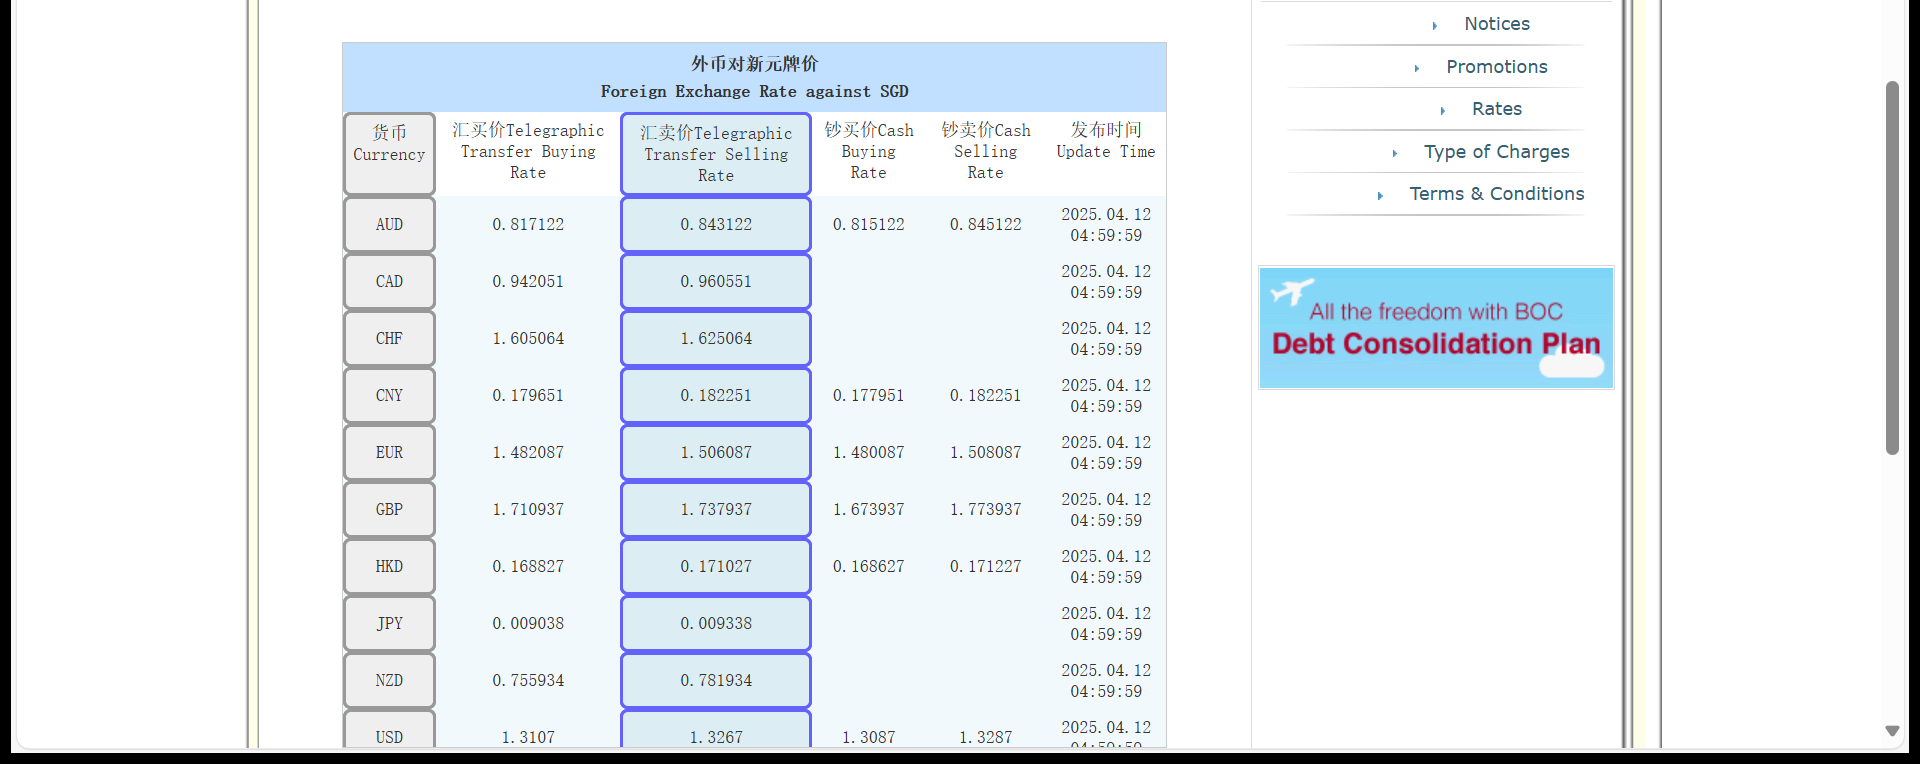 外币对新元牌价
Foreign Exchange Rate against SGD
货币 Currency	汇买价Telegraphic Transfer Buying Rate	汇卖价Telegraphic Transfer Selling Rate	钞买价Cash Buying Rate	钞卖价Cash Selling Rate	发布时间 Update Time
AUD	0.817122	0.843122	0.815122	0.845122	2025.04.12 04:59:59
CAD	0.942051	0.960551			2025.04.12 04:59:59
CHF	1.605064	1.625064			2025.04.12 04:59:59
CNY	0.179651	0.182251	0.177951	0.182251	2025.04.12 04:59:59
EUR	1.482087	1.506087	1.480087	1.508087	2025.04.12 04:59:59
GBP	1.710937	1.737937	1.673937	1.773937	2025.04.12 04:59:59
HKD	0.168827	0.171027	0.168627	0.171227	2025.04.12 04:59:59
JPY	0.009038	0.009338			2025.04.12 04:59:59
NZD	0.755934	0.781934			2025.04.12 04:59:59
USD	1.3107	1.3267	1.3087	1.3287	2025.04.12 04:59:59
Notices
Promotions
Rates
Type of Charges
Terms & Conditions
All the freedom with BOC
Debt Consolidation Plan